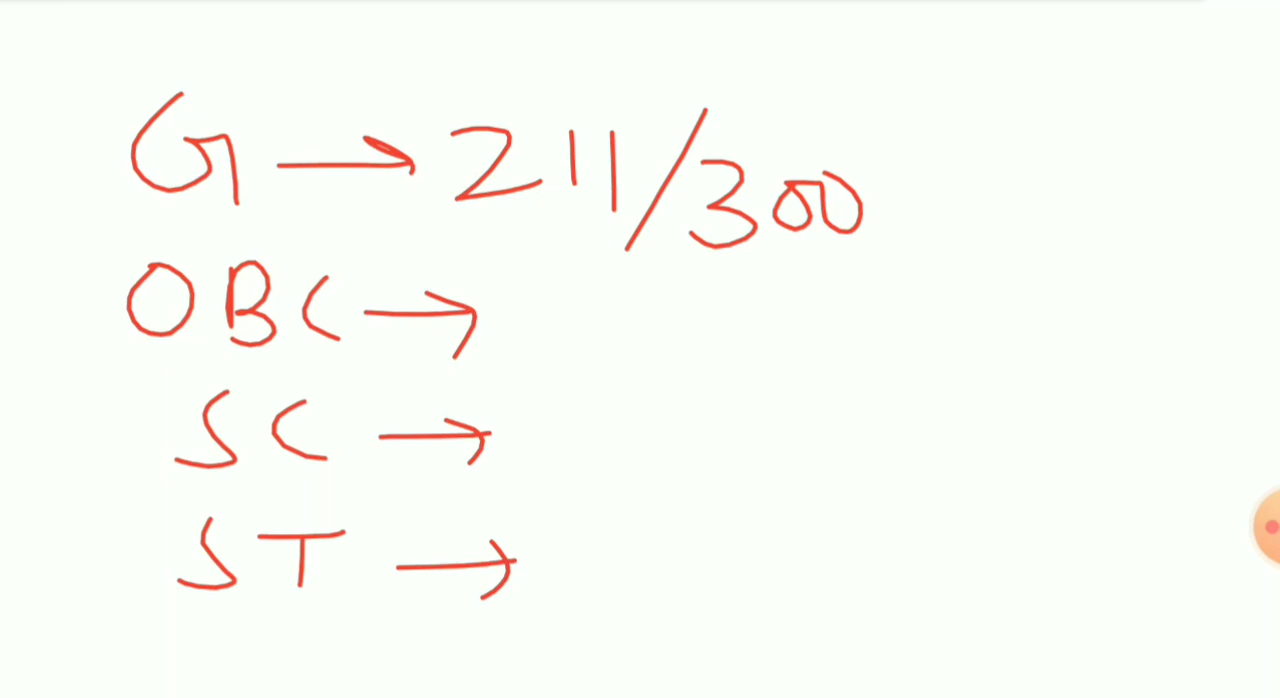 G → 211/300
OBC →
SC →
ST →